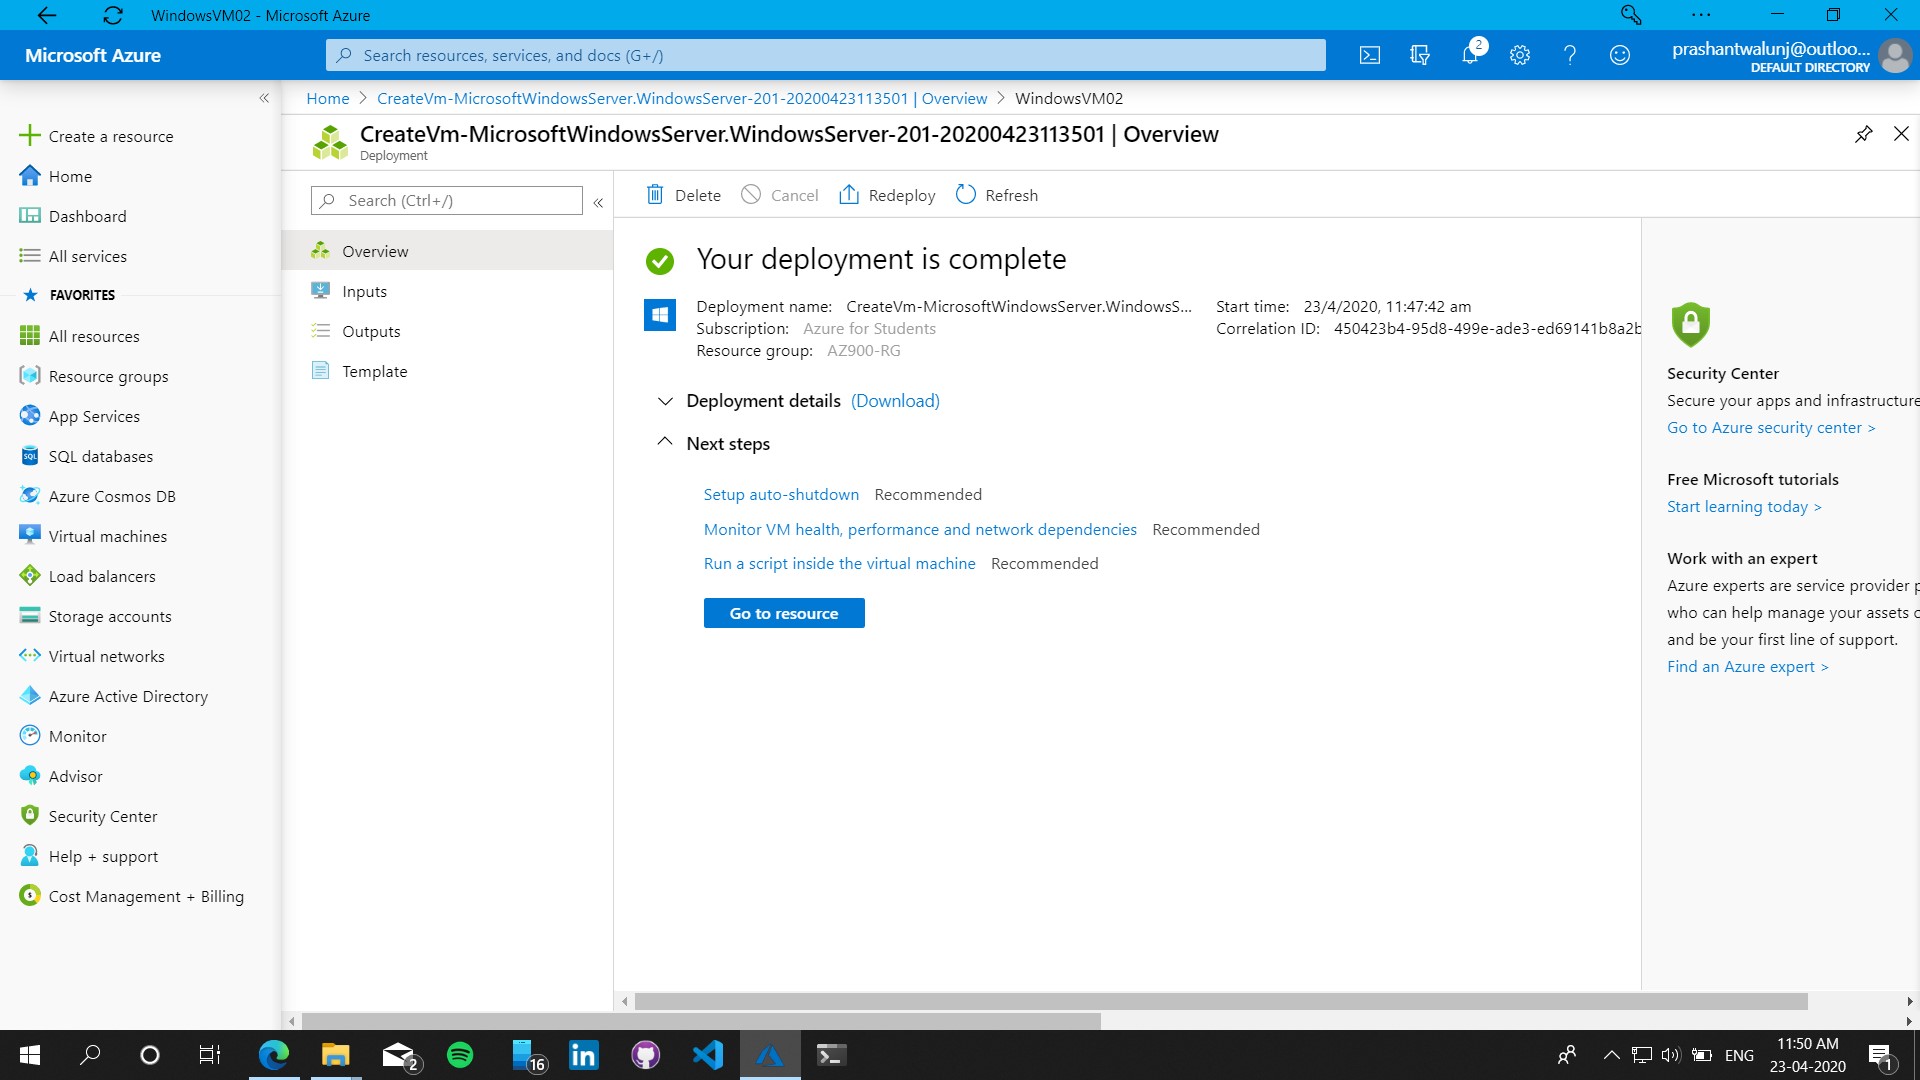 WindowsVM02 - Microsoft Azure
Microsoft Azure
Search resources, services, and docs (G+/)
2
prashantwalunj@outloo...
DEFAULT DIRECTORY
Home > CreateVm-MicrosoftWindowsServer.WindowsServer-201-20200423113501 | Overview > WindowsVM02
CreateVm-MicrosoftWindowsServer.WindowsServer-201-20200423113501 | Overview
Deployment
Create a resource
Home
Dashboard
All services
FAVORITES
All resources
Resource groups
App Services
SQL databases
Azure Cosmos DB
Virtual machines
Load balancers
Storage accounts
Virtual networks
Azure Active Directory
Monitor
Advisor
Security Center
Help + support
Cost Management + Billing
Search (Ctrl+/)
Overview
Inputs
Outputs
Template
Delete
Cancel
Redeploy
Refresh
Your deployment is complete
Deployment name: CreateVm-MicrosoftWindowsServer.WindowsS...
Subscription: Azure for Students
Resource group: AZ900-RG
Start time: 23/4/2020, 11:47:42 am
Correlation ID: 450423b4-95d8-499e-ade3-ed69141b8a2b
Deployment details (Download)
Next steps
Setup auto-shutdown Recommended
Monitor VM health, performance and network dependencies Recommended
Run a script inside the virtual machine Recommended
Go to resource
Security Center
Secure your apps and infrastructure
Go to Azure security center >
Free Microsoft tutorials
Start learning today >
Work with an expert
Azure experts are service provider p
who can help manage your assets o
and be your first line of support.
Find an Azure expert >
2
16
ENG
11:50 AM
23-04-2020
1